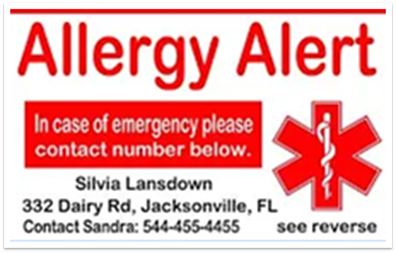 Allergy Alert
In case of emergency please
contact number below.
Silvia Lansdown
332 Dairy Rd, Jacksonville, FL
Contact Sandra: 544-455-4455
see reverse